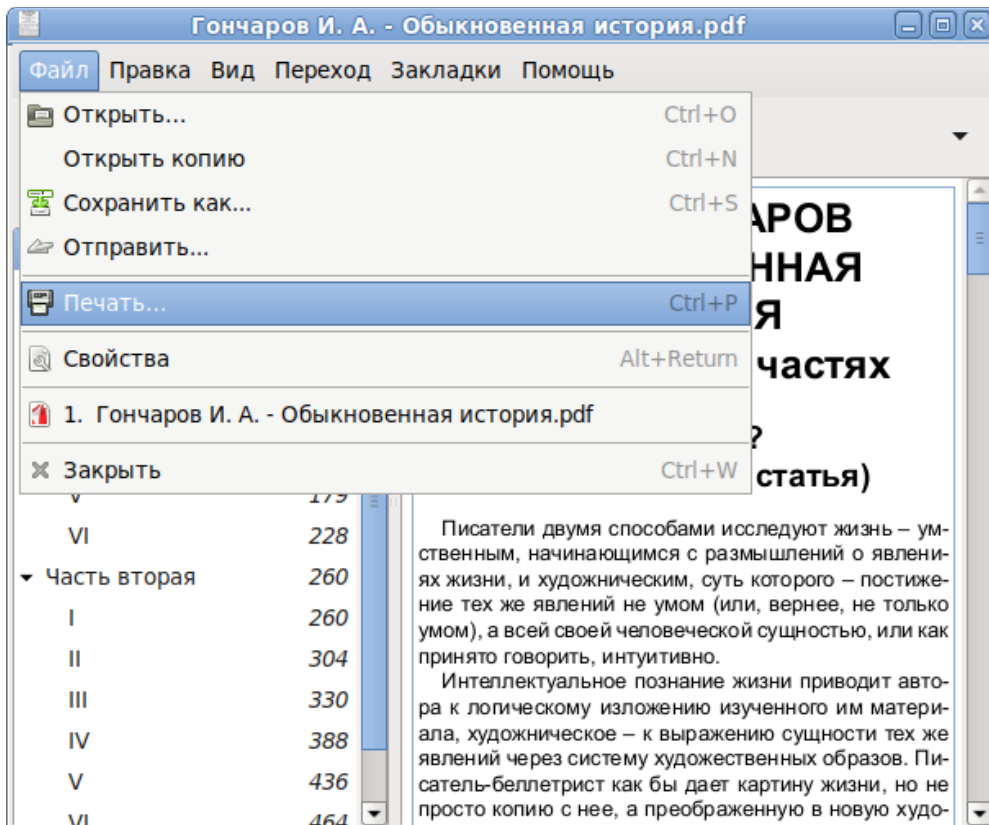 Гончаров И. А. - Обыкновенная история.pdf
Файл Правка Вид Переход Закладки Помощь
Открыть... Ctrl+O
Открыть копию Ctrl+N
Сохранить как... Ctrl+S
Отправить...
Печать... Ctrl+P
Свойства Alt+Return
1. Гончаров И. А. - Обыкновенная история.pdf
Закрыть Ctrl+W
V 179
VI 228
Часть вторая 260
I 260
II 304
III 330
IV 388
V 436
VI 464
АРОВ
ННАЯ
Я
частях
?
статья)
Писатели двумя способами исследуют жизнь – ум-
ственным, начинающимся с размышлений о явлени-
ях жизни, и художническим, суть которого – постиже-
ние тех же явлений не умом (или, вернее, не только
умом), а всей своей человеческой сущностью, или как
принято говорить, интуитивно.
Интеллектуальное познание жизни приводит авто-
ра к логическому изложению изученного им матери-
ала, художническое – к выражению сущности тех же
явлений через систему художественных образов. Пи-
сатель-беллетрист как бы дает картину жизни, но не
просто копию с нее, а преображенную в новую худо-